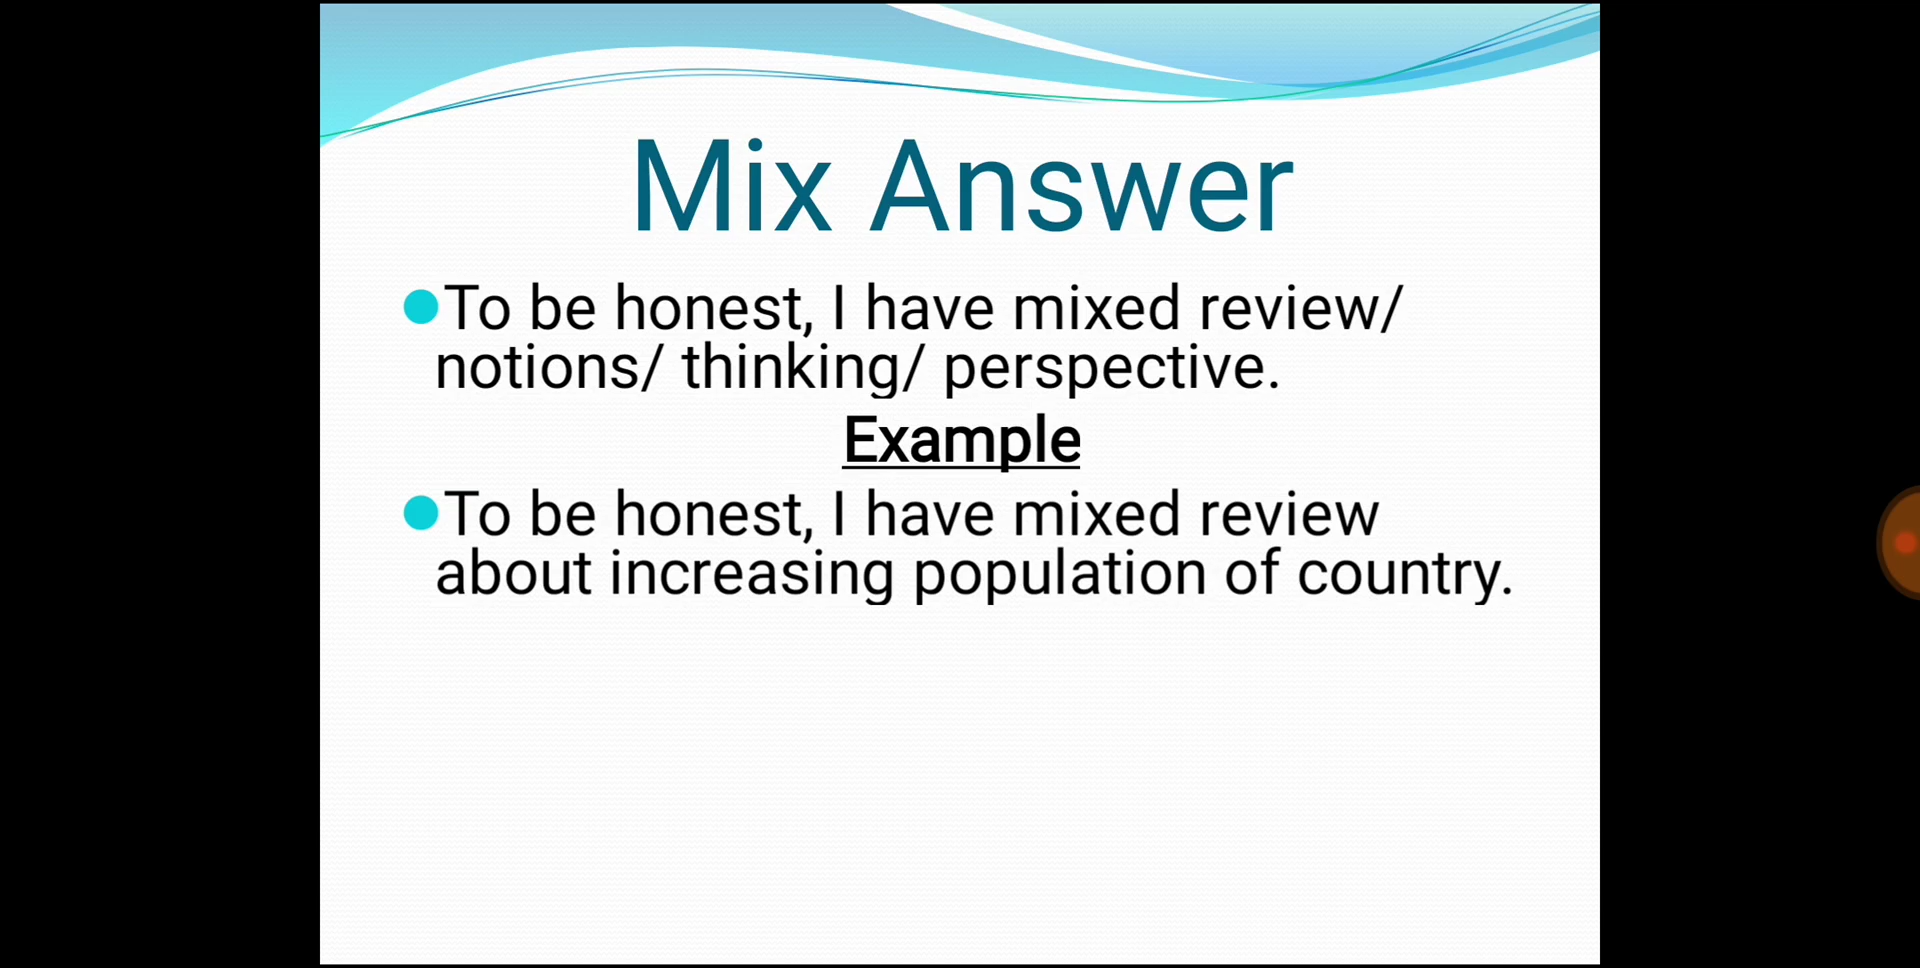 Mix Answer
To be honest, I have mixed review/
notions/ thinking/ perspective.
Example
To be honest, I have mixed review
about increasing population of country.